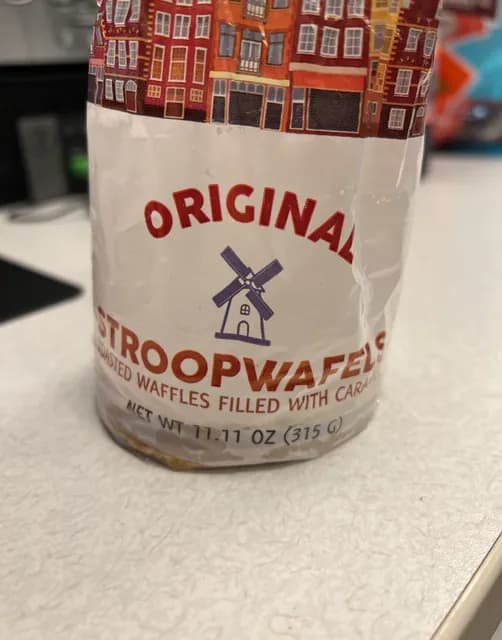 ORIGINAL
STROOPWAFELS
WAFFLES FILLED WITH
NET WT 11.11 OZ (315 G)